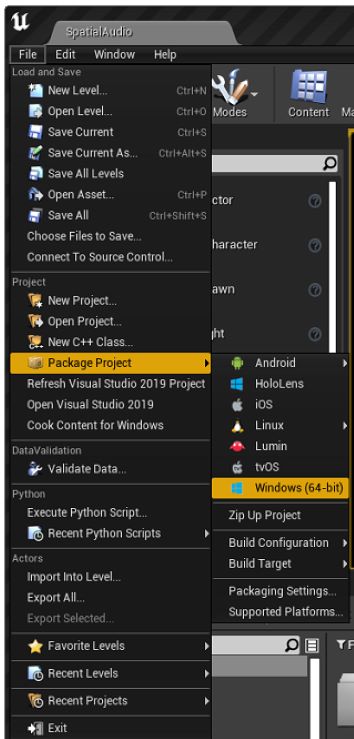 SpatialAudio
File Edit Window Help
Load and Save
New Level... Ctrl+N
Open Level... Ctrl+O
Save Current Ctrl+S
Save Current As... Ctrl+Alt+S
Save All Levels
Open Asset... Ctrl+P
Save All Ctrl+Shift+S
Choose Files to Save...
Connect To Source Control...
Project
New Project...
Open Project...
New C++ Class...
Package Project
Refresh Visual Studio 2019 Project
Open Visual Studio 2019
Cook Content for Windows
DataValidation
Validate Data...
Python
Execute Python Script...
Recent Python Scripts
Actors
Import Into Level...
Export All...
Export Selected...
Favorite Levels
Recent Levels
Recent Projects
Exit
Modes
Content
Ma
ctor
haracter
awn
ght
Android
HoloLens
iOS
Linux
Lumin
tvOS
Windows (64-bit)
Zip Up Project
Build Configuration
Build Target
Packaging Settings...
Supported Platforms...
F